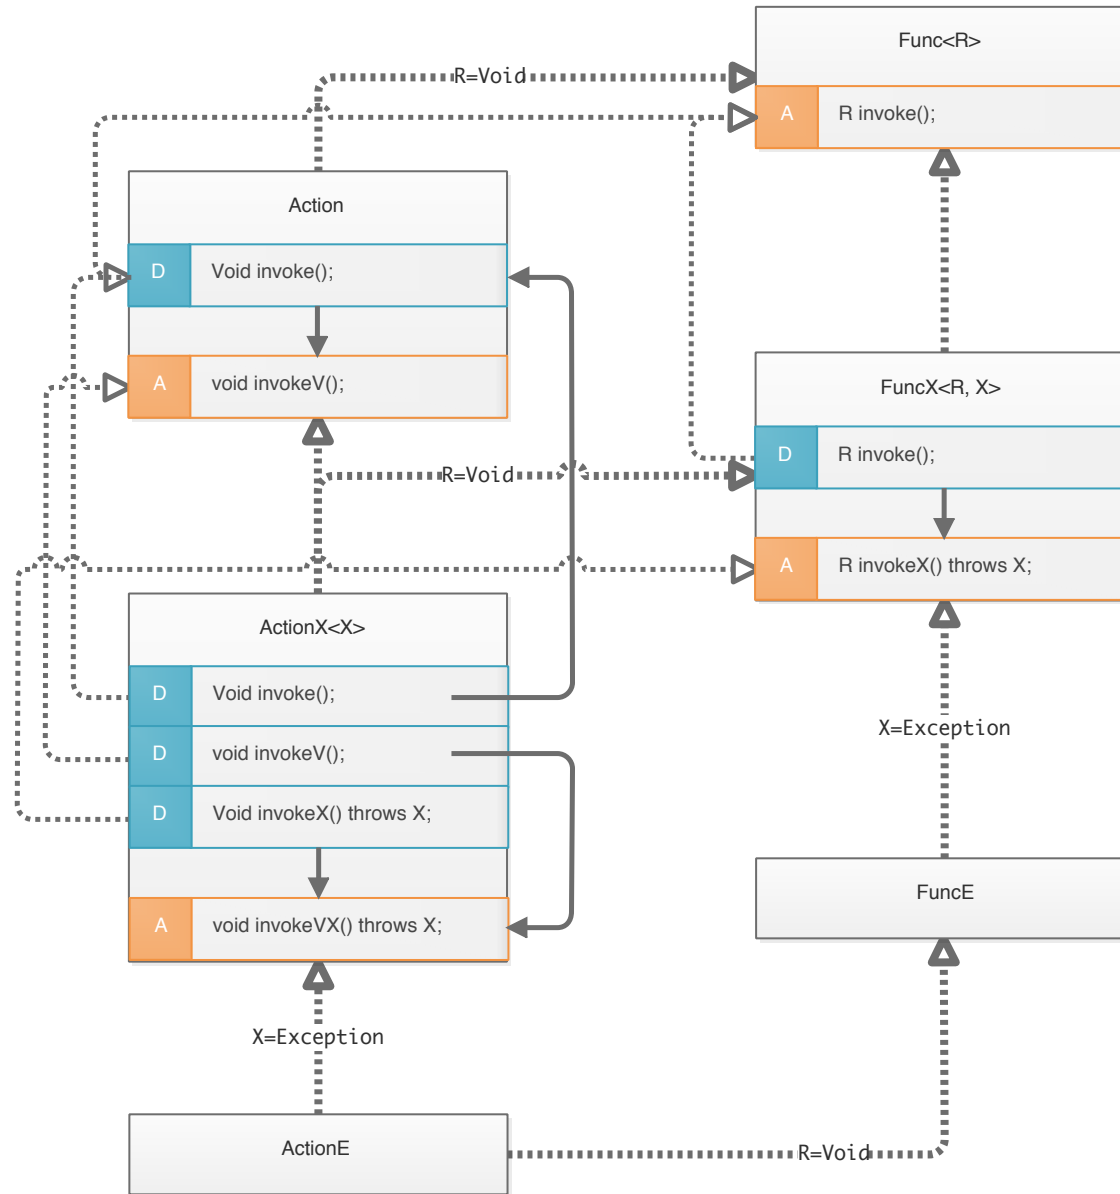 Func<R>
R=Void
A R invoke();
Action
D Void invoke();
A void invokeV();
FuncX<R, X>
D R invoke();
R=Void
A R invokeX() throws X;
ActionX<X>
D Void invoke();
D void invokeV();
D Void invokeX() throws X;
A void invokeVX() throws X;
X=Exception
FuncE
X=Exception
ActionE
R=Void